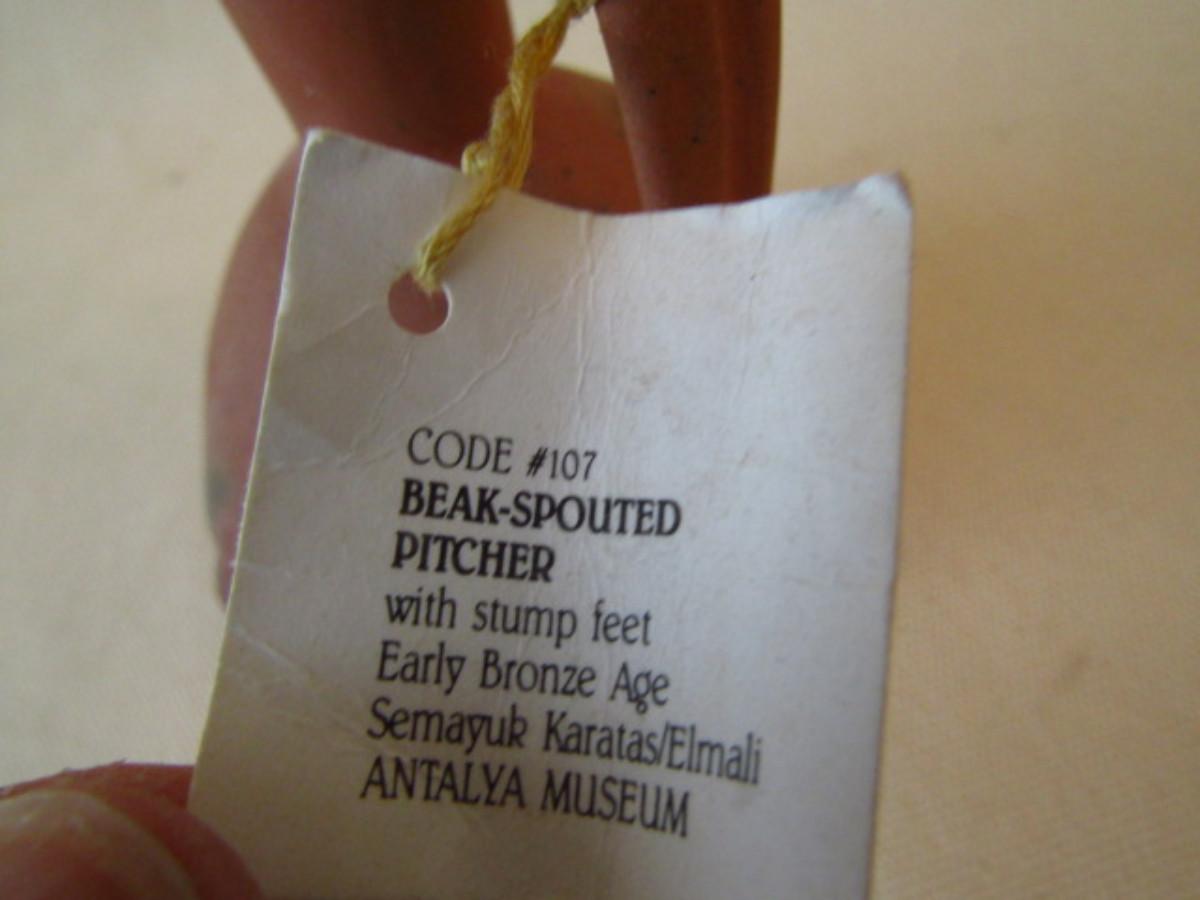 CODE #107
BEAK-SPOUTED
PITCHER
with stump feet
Early Bronze Age
Semayuk Karatas/Elmali
ANTALYA MUSEUM